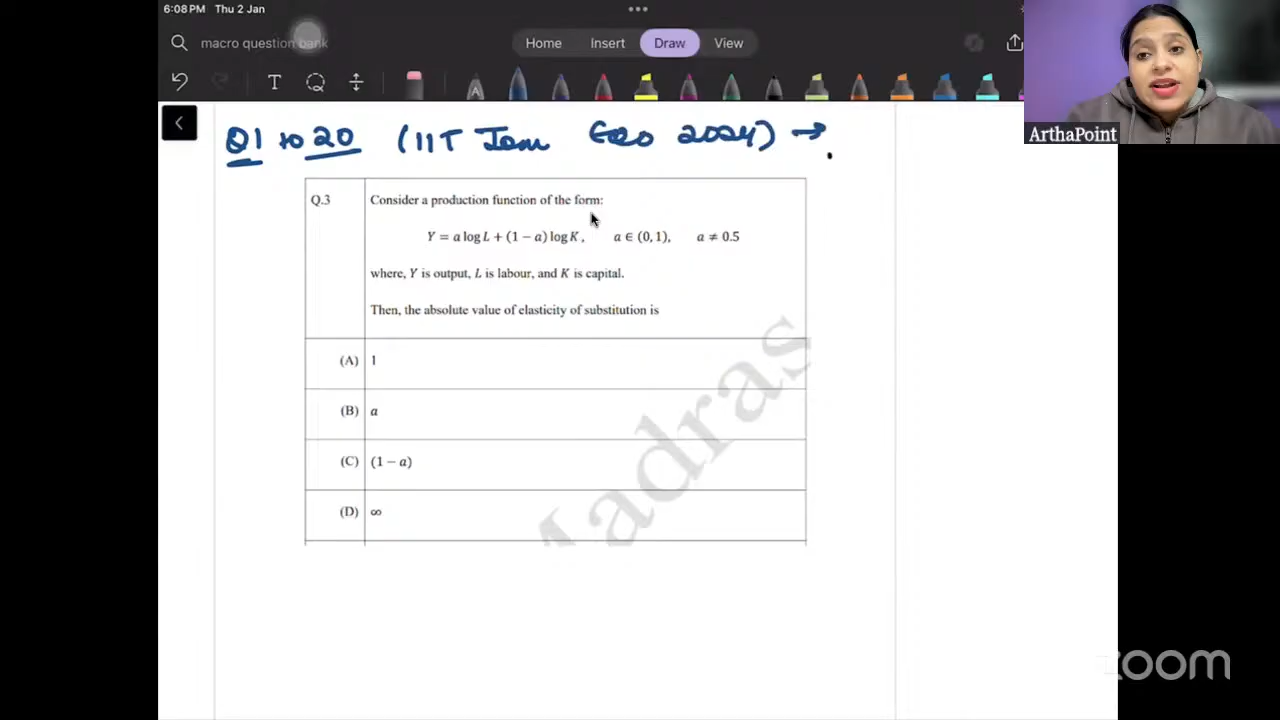 6:08 PM Thu 2 Jan
macro question bank
Home Insert Draw View
ArthaPoint
Q1 to 20 (IIT Jam Eco 2024) →
Q.3 Consider a production function of the form:
Y = a log L + (1 − a) log K, a ∈ (0, 1), a ≠ 0.5
where, Y is output, L is labour, and K is capital.
Then, the absolute value of elasticity of substitution is
(A) 1
(B) a
(C) (1 − a)
(D) ∞
Madras
zoom